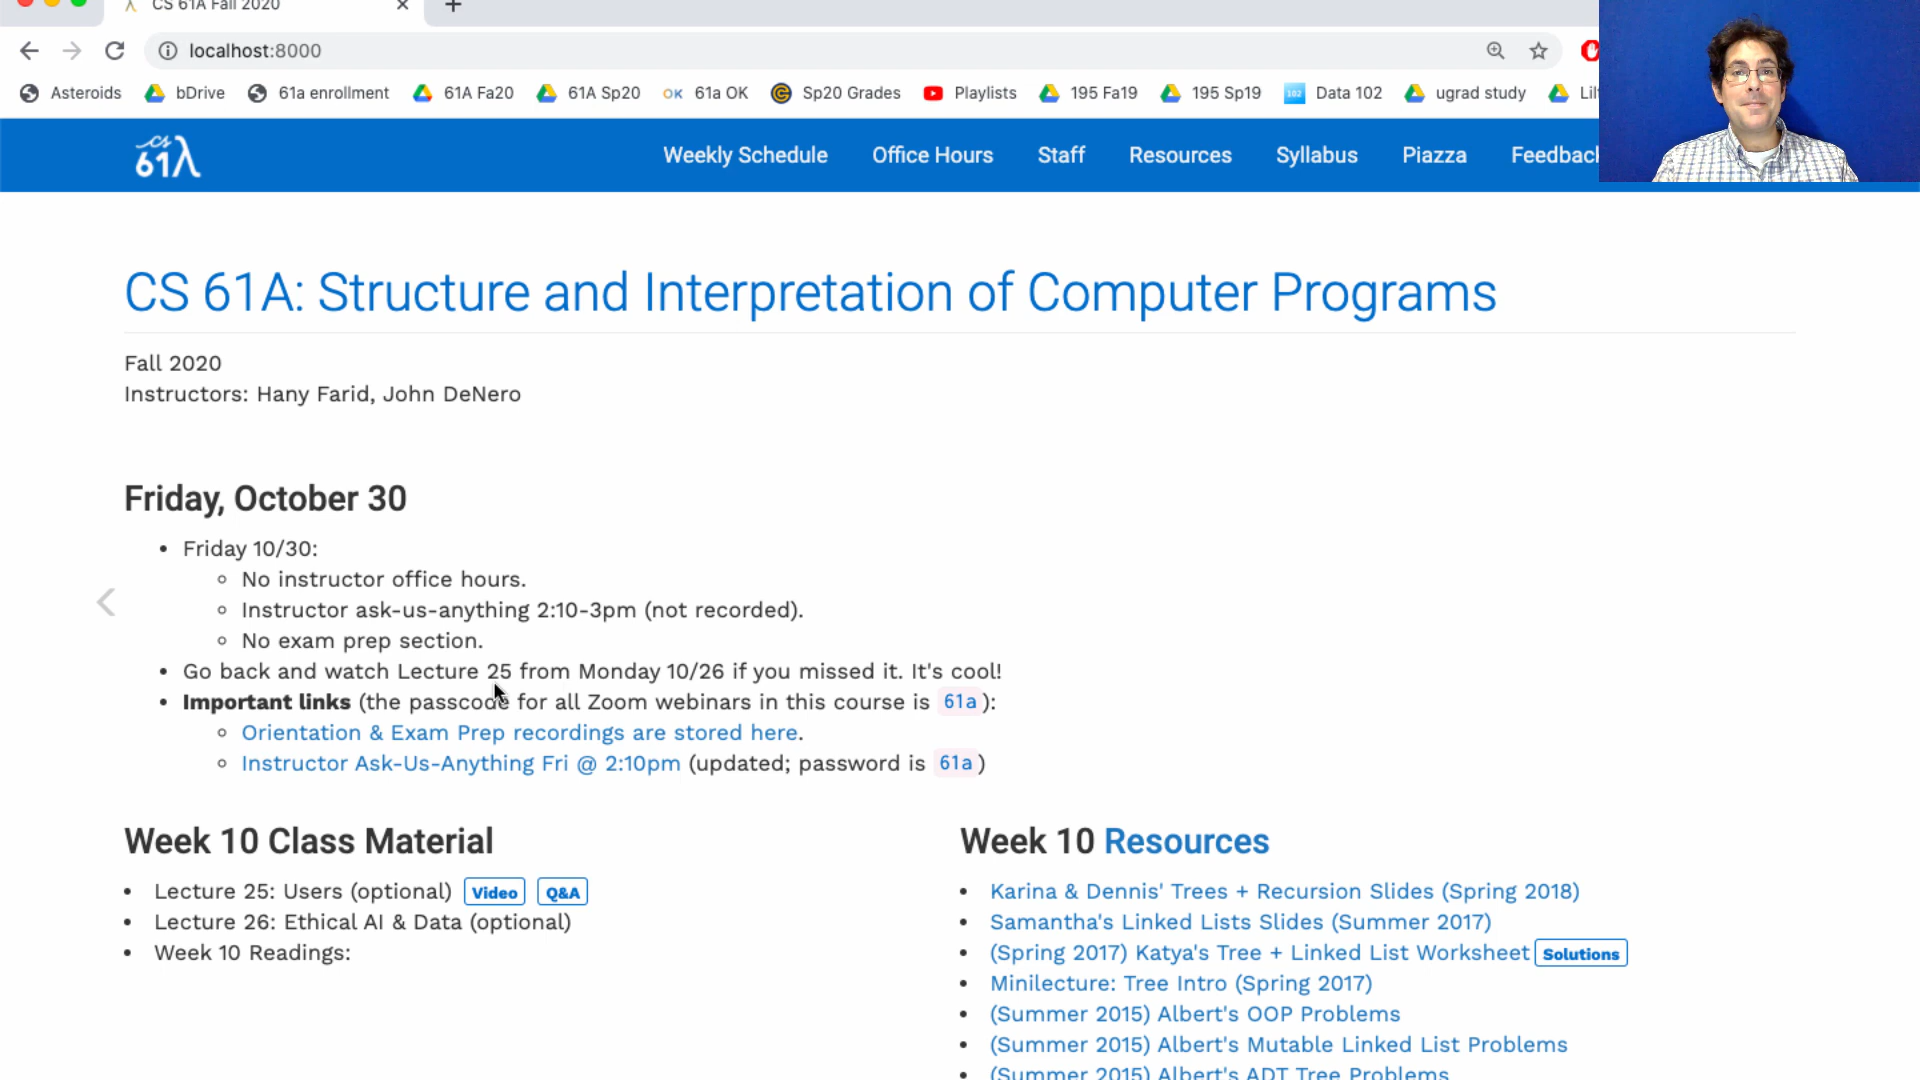 CS 61A Fall 2020
localhost:8000
Asteroids bDrive 61a enrollment 61A Fa20 61A Sp20 OK 61a OK Sp20 Grades Playlists 195 Fa19 195 Sp19 102 Data 102 ugrad study
cs 61λ Weekly Schedule Office Hours Staff Resources Syllabus Piazza Feedback
CS 61A: Structure and Interpretation of Computer Programs
Fall 2020
Instructors: Hany Farid, John DeNero
Friday, October 30
Friday 10/30:
No instructor office hours.
Instructor ask-us-anything 2:10-3pm (not recorded).
No exam prep section.
Go back and watch Lecture 25 from Monday 10/26 if you missed it. It's cool!
Important links (the passcode for all Zoom webinars in this course is 61a):
Orientation & Exam Prep recordings are stored here.
Instructor Ask-Us-Anything Fri @ 2:10pm (updated; password is 61a)
Week 10 Class Material
Lecture 25: Users (optional) Video Q&A
Lecture 26: Ethical AI & Data (optional)
Week 10 Readings:
Week 10 Resources
Karina & Dennis' Trees + Recursion Slides (Spring 2018)
Samantha's Linked Lists Slides (Summer 2017)
(Spring 2017) Katya's Tree + Linked List Worksheet Solutions
Minilecture: Tree Intro (Spring 2017)
(Summer 2015) Albert's OOP Problems
(Summer 2015) Albert's Mutable Linked List Problems
(Summer 2015) Albert's ADT Tree Problems